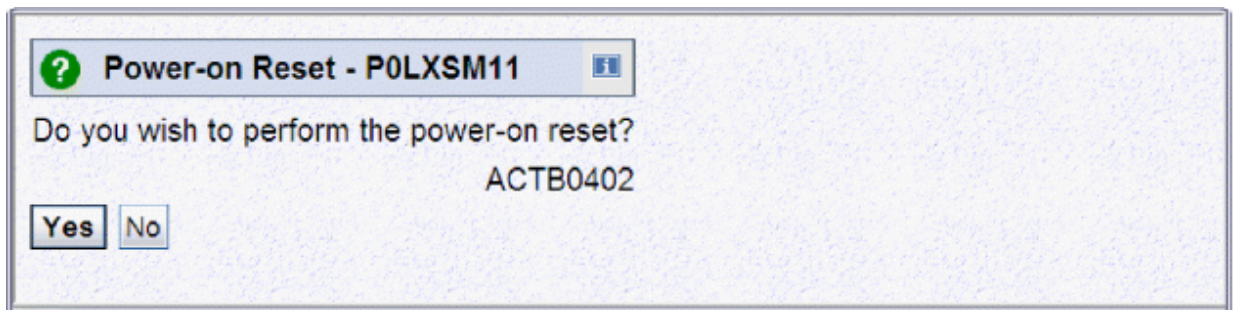 Power-on Reset - P0LXSM11
Do you wish to perform the power-on reset?
ACTB0402
Yes No